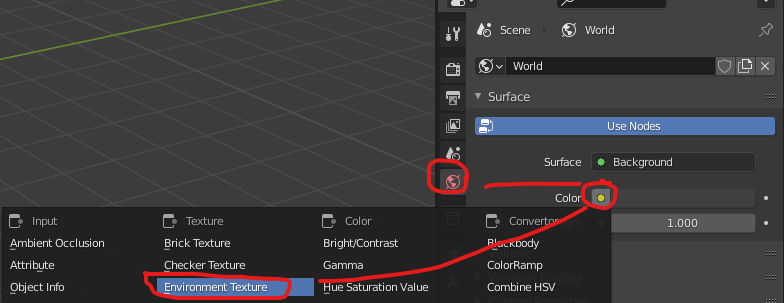 Scene > World
World
Surface
Use Nodes
Surface Background
Color
1.000
Input Texture Color Convertor
Ambient Occlusion Brick Texture Bright/Contrast Blackbody
Attribute Checker Texture Gamma ColorRamp
Object Info Environment Texture Hue Saturation Value Combine HSV